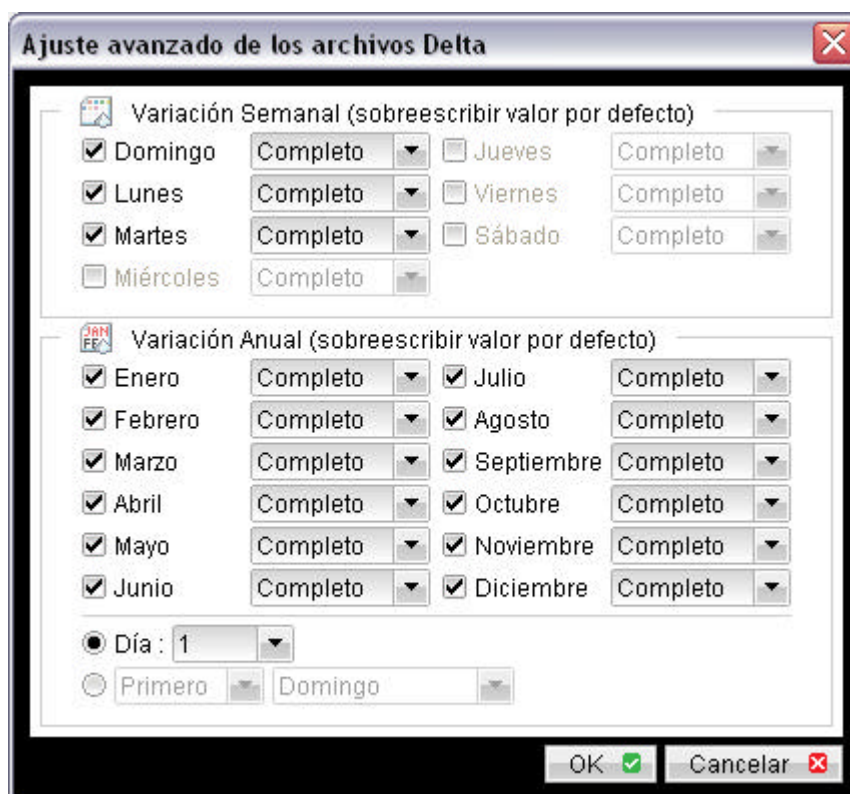 Ajuste avanzado de los archivos Delta
Variación Semanal (sobreescribir valor por defecto)
Domingo Completo Jueves Completo
Lunes Completo Viernes Completo
Martes Completo Sábado Completo
Miércoles Completo
JAN
FE
Variación Anual (sobreescribir valor por defecto)
Enero Completo Julio Completo
Febrero Completo Agosto Completo
Marzo Completo Septiembre Completo
Abril Completo Octubre Completo
Mayo Completo Noviembre Completo
Junio Completo Diciembre Completo
Día : 1
Primero Domingo
OK Cancelar